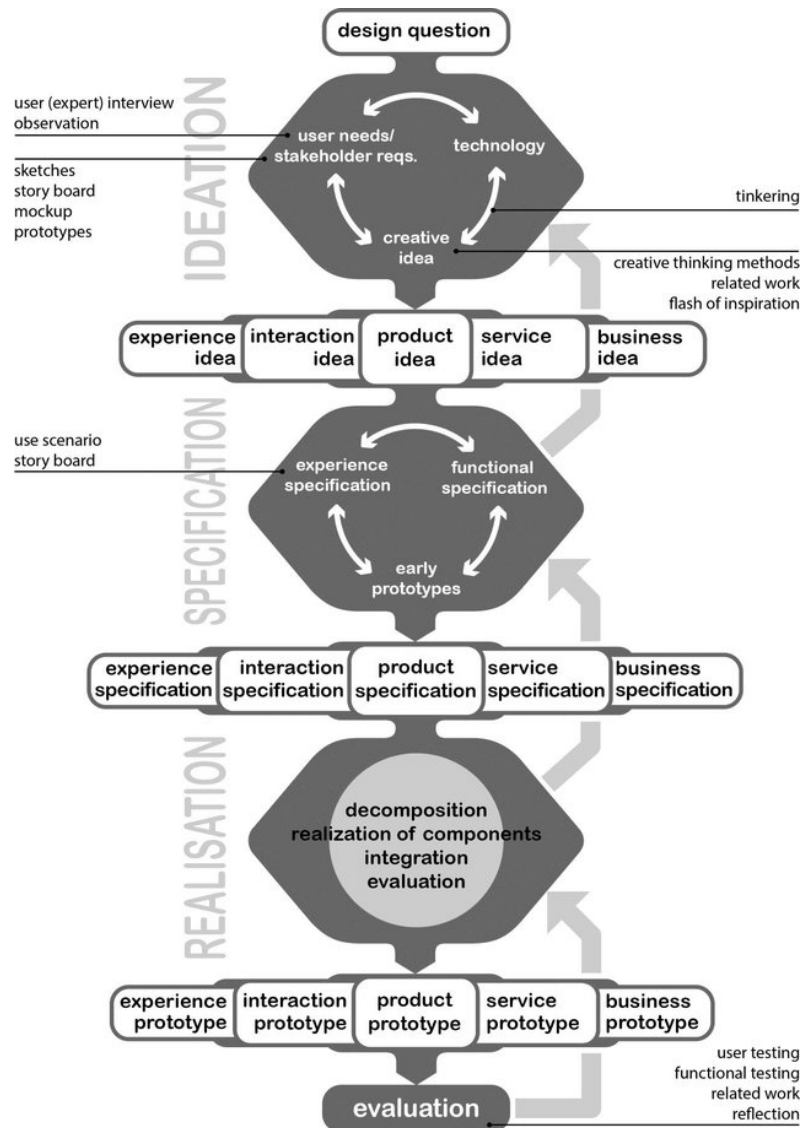 design question
IDEATION
user (expert) interview
observation
sketches
story board
mockup
prototypes
user needs/
stakeholder reqs.
technology
creative
idea
tinkering
creative thinking methods
related work
flash of inspiration
experience
idea
interaction
idea
product
idea
service
idea
business
idea
SPECIFICATION
use scenario
story board
experience
specification
functional
specification
early
prototypes
experience
specification
interaction
specification
product
specification
service
specification
business
specification
REALISATION
decomposition
realization of components
integration
evaluation
experience
prototype
interaction
prototype
product
prototype
service
prototype
business
prototype
evaluation
user testing
functional testing
related work
reflection